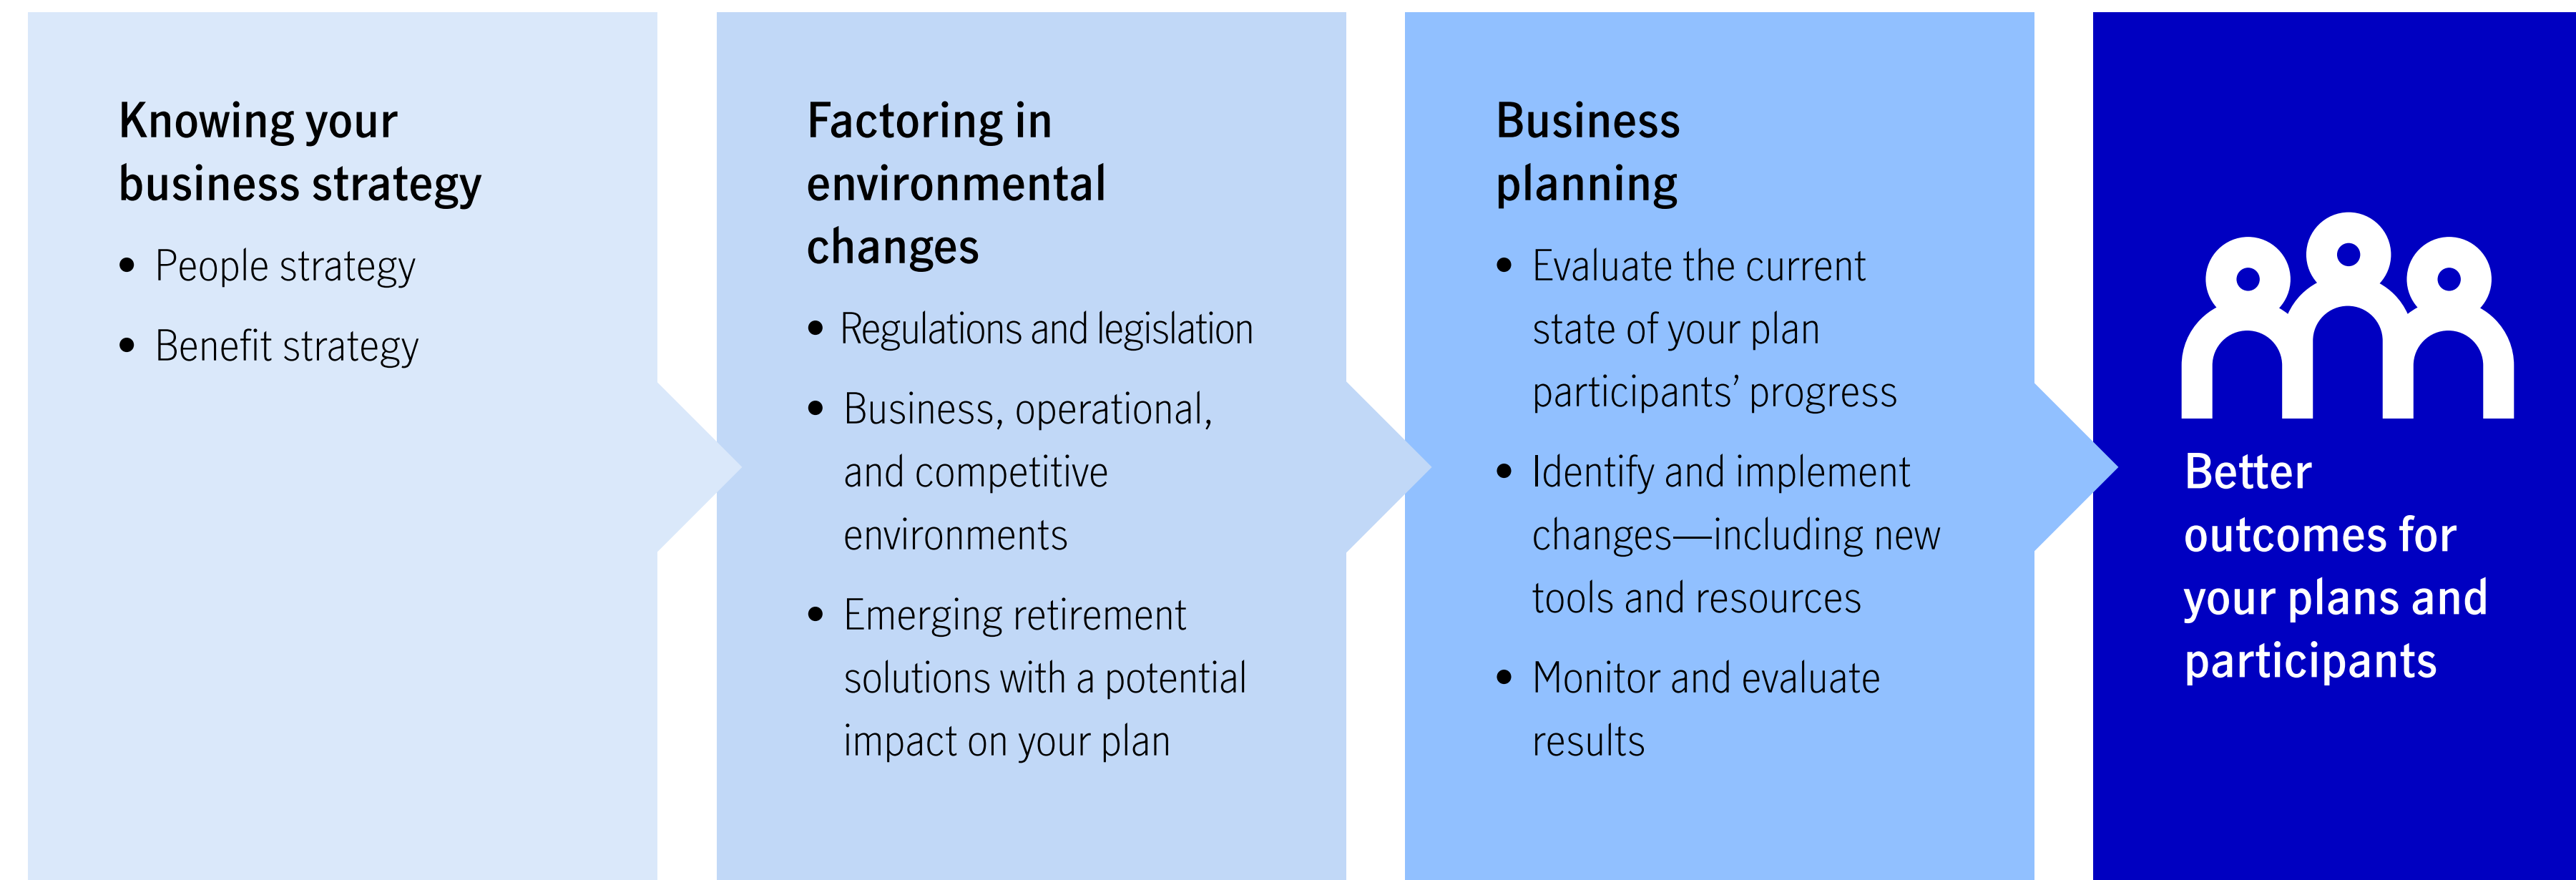 Knowing your
business strategy
• People strategy
• Benefit strategy
Factoring in
environmental
changes
• Regulations and legislation
• Business, operational,
and competitive
environments
• Emerging retirement
solutions with a potential
impact on your plan
Business
planning
• Evaluate the current
state of your plan
participants’ progress
• Identify and implement
changes—including new
tools and resources
• Monitor and evaluate
results
Better
outcomes for
your plans and
participants